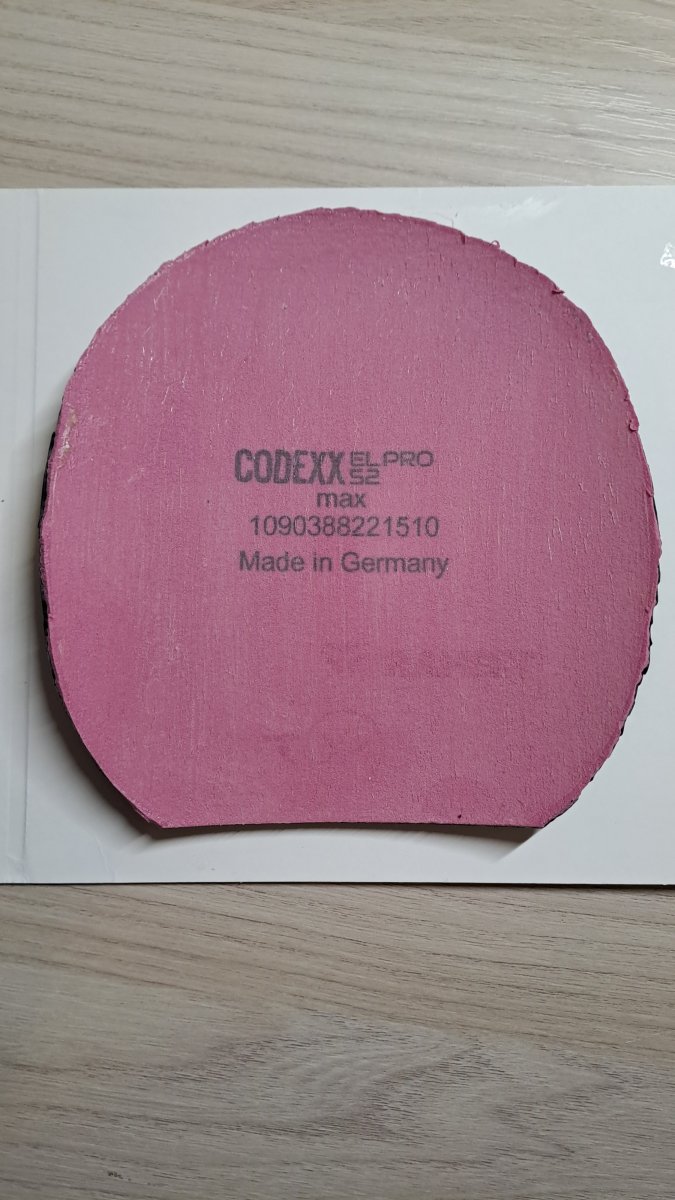 CODEXX EL PRO
52
max
1090388221510
Made in Germany